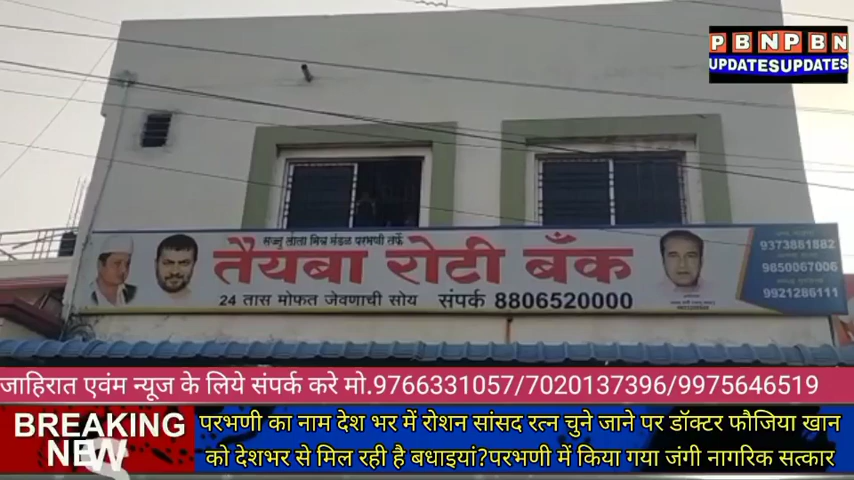 PBNPBN
UPDATESUPDATES
सज्जु लाला मित्र मंडळ परभणी तर्फे
तैयबा रोटी बँक
24 तास मोफत जेवणाची सोय संपर्क 8806520000
9373881882
9850067006
9921286111
जाहिरात एवंम न्यूज के लिये संपर्क करे मो.9766331057/7020137396/9975646519
BREAKING
NEW
परभणी का नाम देश भर में रोशन सांसद रत्न चुने जाने पर डॉक्टर फौजिया खान
को देशभर से मिल रही है बधाइयां?परभणी में किया गया जंगी नागरिक सत्कार